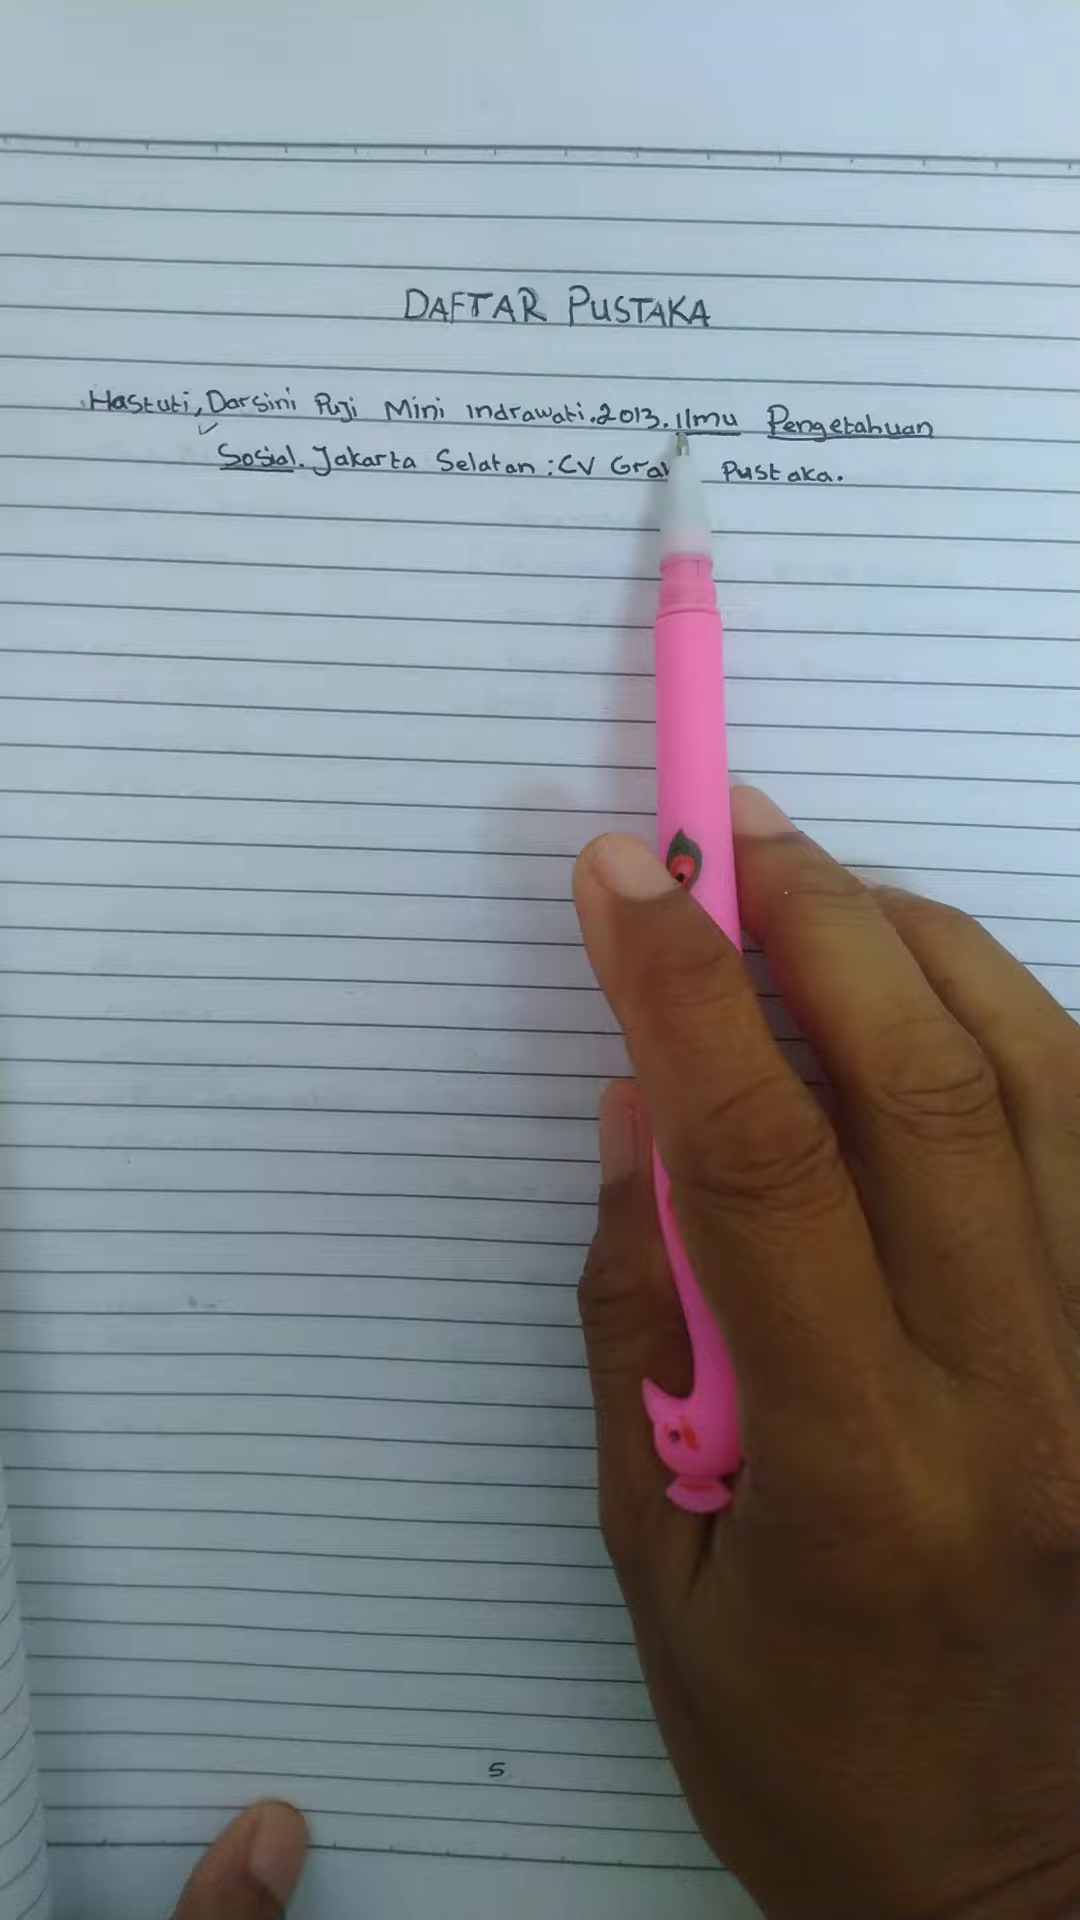 DAFTAR PUSTAKA
Hastuti, Darsini Puji Mini Indrawati. 2013. Ilmu Pengetahuan
Sosial. Jakarta Selatan : CV Pustaka.
5